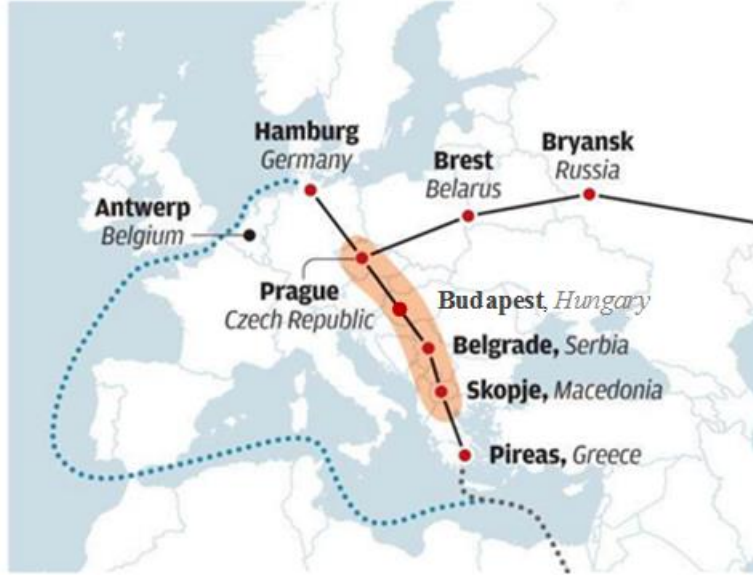 Hamburg
Germany
Brest
Belarus
Bryansk
Russia
Antwerp
Belgium
Prague
Czech Republic
Budapest, Hungary
Belgrade, Serbia
Skopje, Macedonia
Pireas, Greece